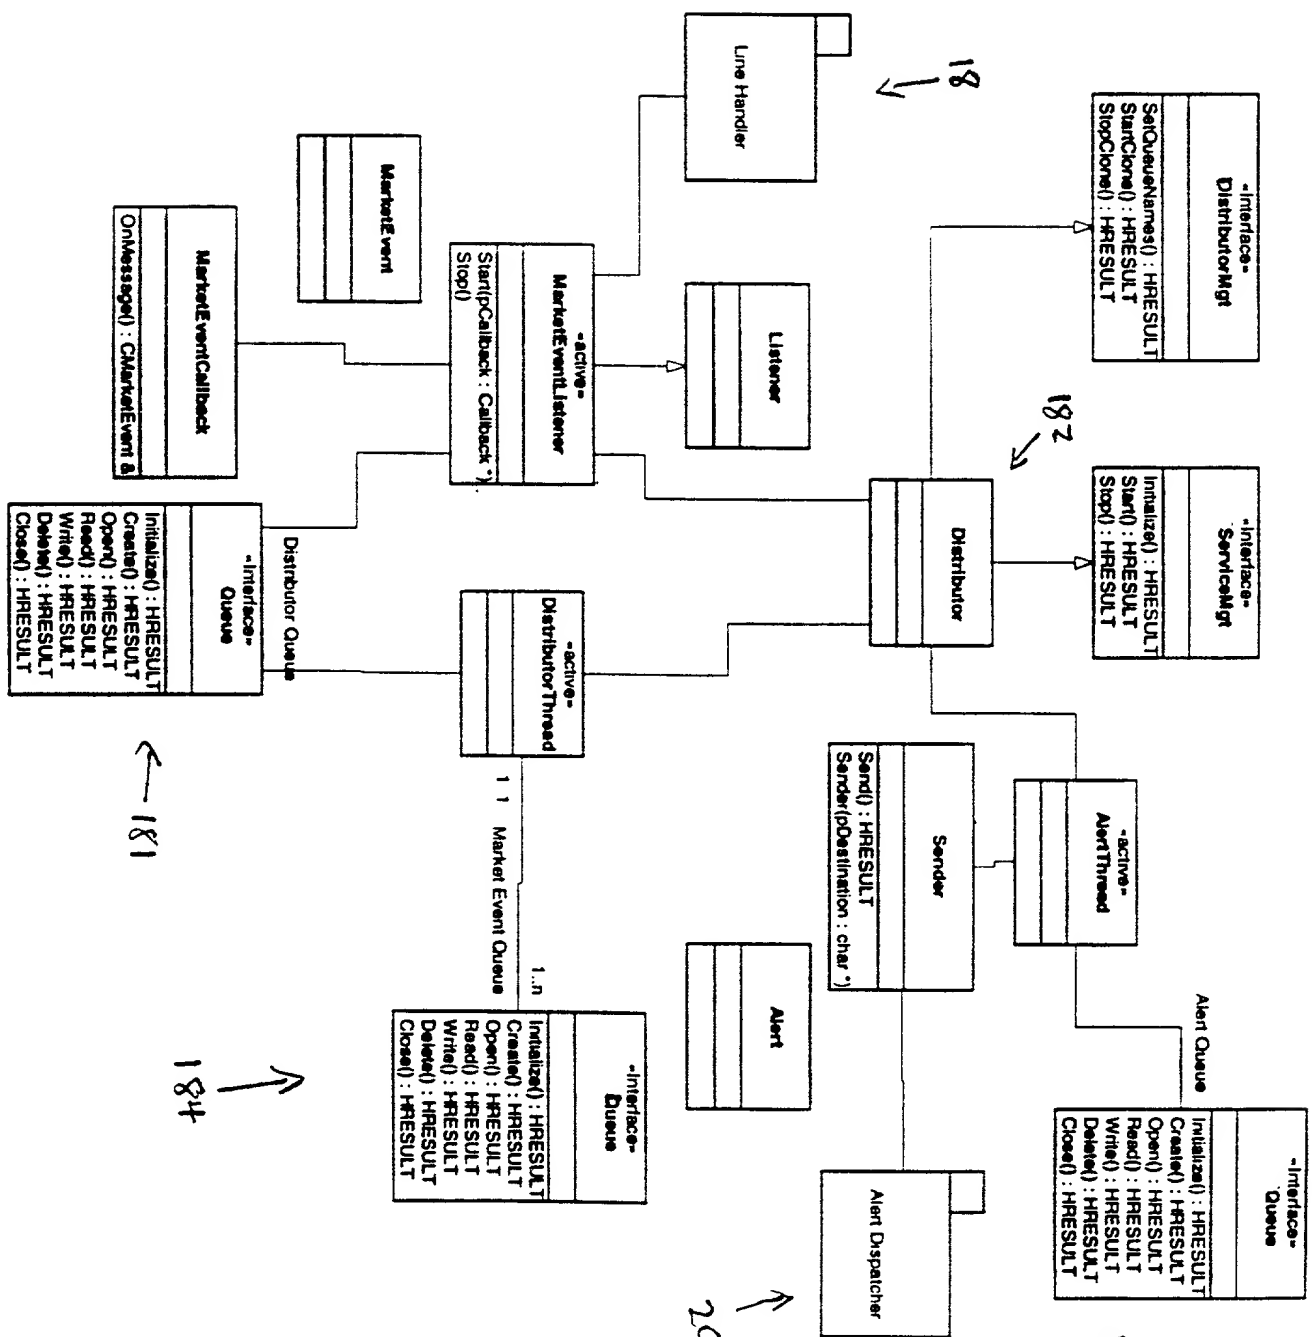 «Interface»
DistributorMgt
SetQueueNames() : HRESULT
StartClone() : HRESULT
StopClone() : HRESULT
«Interface»
ServiceMgt
Initialize() : HRESULT
Start() : HRESULT
Stop() : HRESULT
«Interface»
Queue
Initialize() : HRESULT
Create() : HRESULT
Open() : HRESULT
Read() : HRESULT
Write() : HRESULT
Delete() : HRESULT
Close() : HRESULT
Alert Queue
«active»
AlertThread
182
Distributor
Sender
Send() : HRESULT
Sender(pDestination : char *)
Alert Dispatcher
18
Line Handler
Listener
Alert
«active»
MarketEventListener
Start(pCallback : Callback *)
Stop()
«active»
DistributorThread
1 1
Market Event Queue
1..n
«Interface»
Queue
Initialize() : HRESULT
Create() : HRESULT
Open() : HRESULT
Read() : HRESULT
Write() : HRESULT
Delete() : HRESULT
Close() : HRESULT
184
MarketEvent
MarketEventCallback
OnMessage() : CMarketEvent &
Distributor Queue
«Interface»
Queue
Initialize() : HRESULT
Create() : HRESULT
Open() : HRESULT
Read() : HRESULT
Write() : HRESULT
Delete() : HRESULT
Close() : HRESULT
181